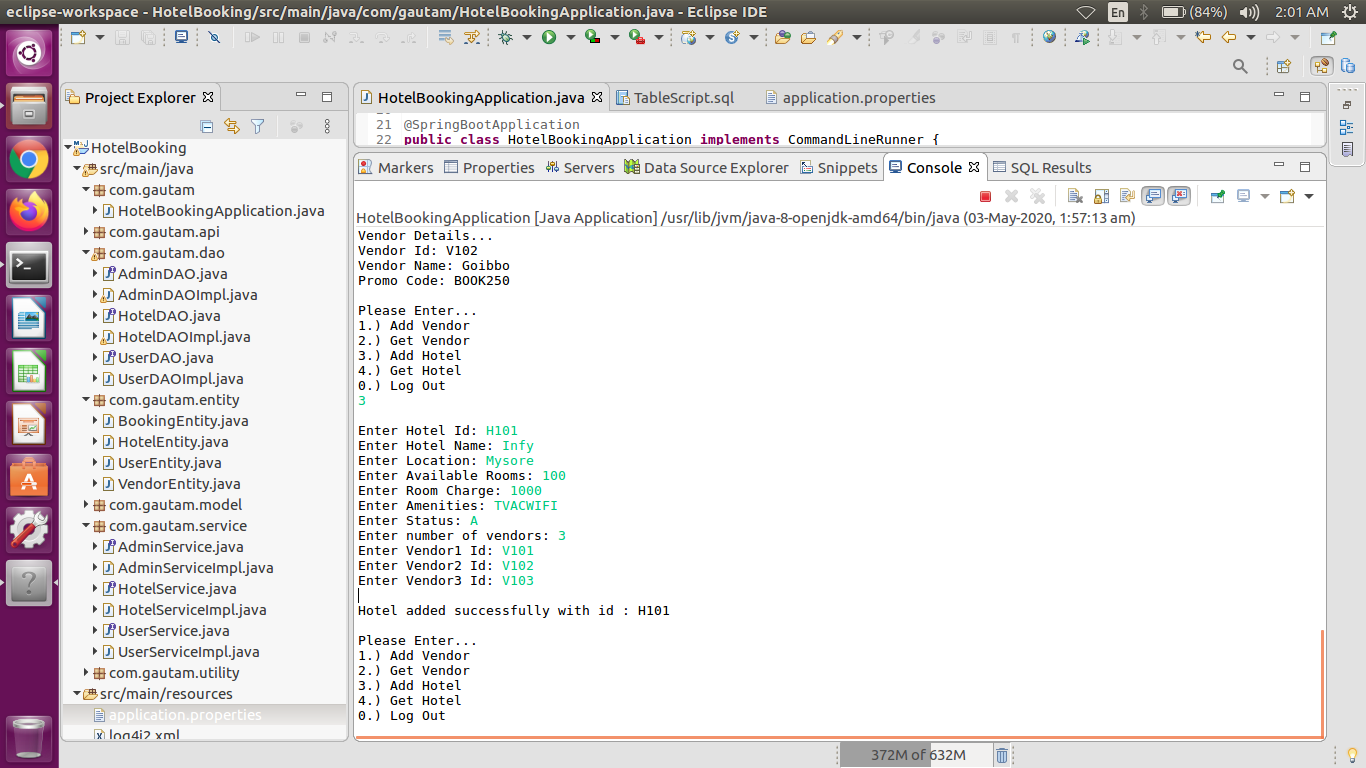 eclipse-workspace - HotelBooking/src/main/java/com/gautam/HotelBookingApplication.java - Eclipse IDE
En
(84%)
2:01 AM
Project Explorer
HotelBooking
src/main/java
com.gautam
HotelBookingApplication.java
com.gautam.api
com.gautam.dao
AdminDAO.java
AdminDAOImpl.java
HotelDAO.java
HotelDAOImpl.java
UserDAO.java
UserDAOImpl.java
com.gautam.entity
BookingEntity.java
HotelEntity.java
UserEntity.java
VendorEntity.java
com.gautam.model
com.gautam.service
AdminService.java
AdminServiceImpl.java
HotelService.java
HotelServiceImpl.java
UserService.java
UserServiceImpl.java
com.gautam.utility
src/main/resources
application.properties
log4j2.xml
HotelBookingApplication.java
TableScript.sql
application.properties
21 @SpringBootApplication
22 public class HotelBookingApplication implements CommandLineRunner {
Markers
Properties
Servers
Data Source Explorer
Snippets
Console
SQL Results
HotelBookingApplication [Java Application] /usr/lib/jvm/java-8-openjdk-amd64/bin/java (03-May-2020, 1:57:13 am)
Vendor Details...
Vendor Id: V102
Vendor Name: Goibbo
Promo Code: BOOK250
Please Enter...
1.) Add Vendor
2.) Get Vendor
3.) Add Hotel
4.) Get Hotel
0.) Log Out
3
Enter Hotel Id: H101
Enter Hotel Name: Infy
Enter Location: Mysore
Enter Available Rooms: 100
Enter Room Charge: 1000
Enter Amenities: TVACWIFI
Enter Status: A
Enter number of vendors: 3
Enter Vendor1 Id: V101
Enter Vendor2 Id: V102
Enter Vendor3 Id: V103
Hotel added successfully with id : H101
Please Enter...
1.) Add Vendor
2.) Get Vendor
3.) Add Hotel
4.) Get Hotel
0.) Log Out
372M of 632M